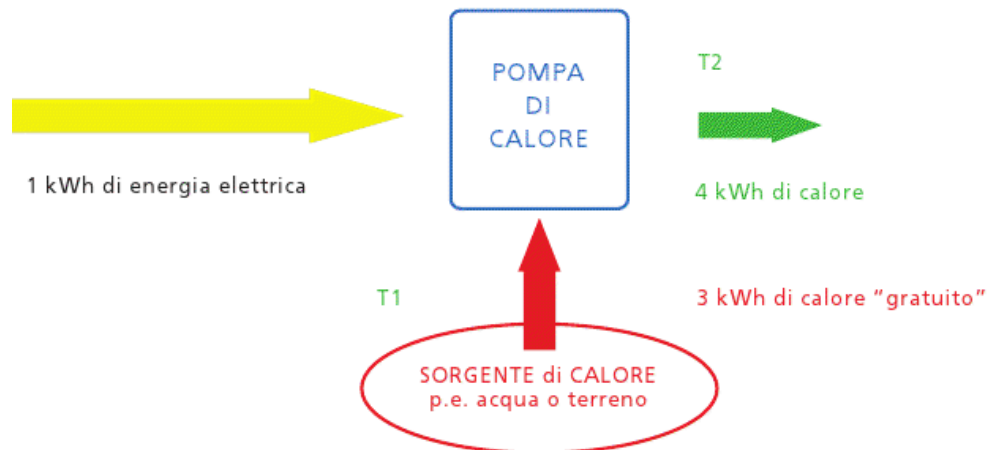 POMPA
DI
CALORE
T2
1 kWh di energia elettrica
4 kWh di calore
T1
3 kWh di calore “gratuito”
SORGENTE di CALORE
p.e. acqua o terreno